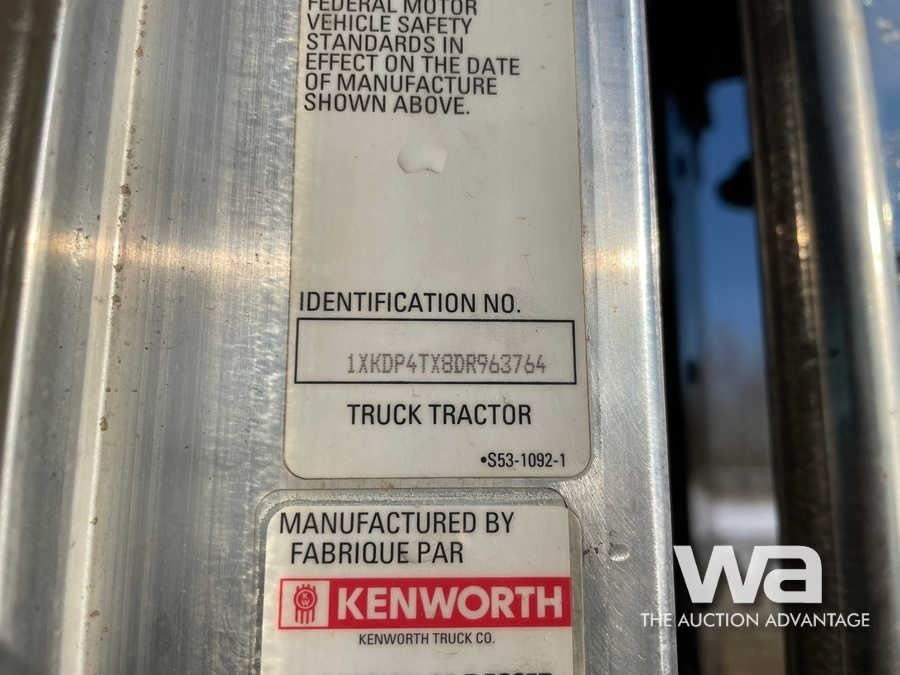 FEDERAL MOTOR
VEHICLE SAFETY
STANDARDS IN
EFFECT ON THE DATE
OF MANUFACTURE
SHOWN ABOVE.
IDENTIFICATION NO.
1XKDP4TX8DR963764
TRUCK TRACTOR
•S53-1092-1
MANUFACTURED BY
FABRIQUE PAR
KW KENWORTH
KENWORTH TRUCK CO.
wa
THE AUCTION ADVANTAGE